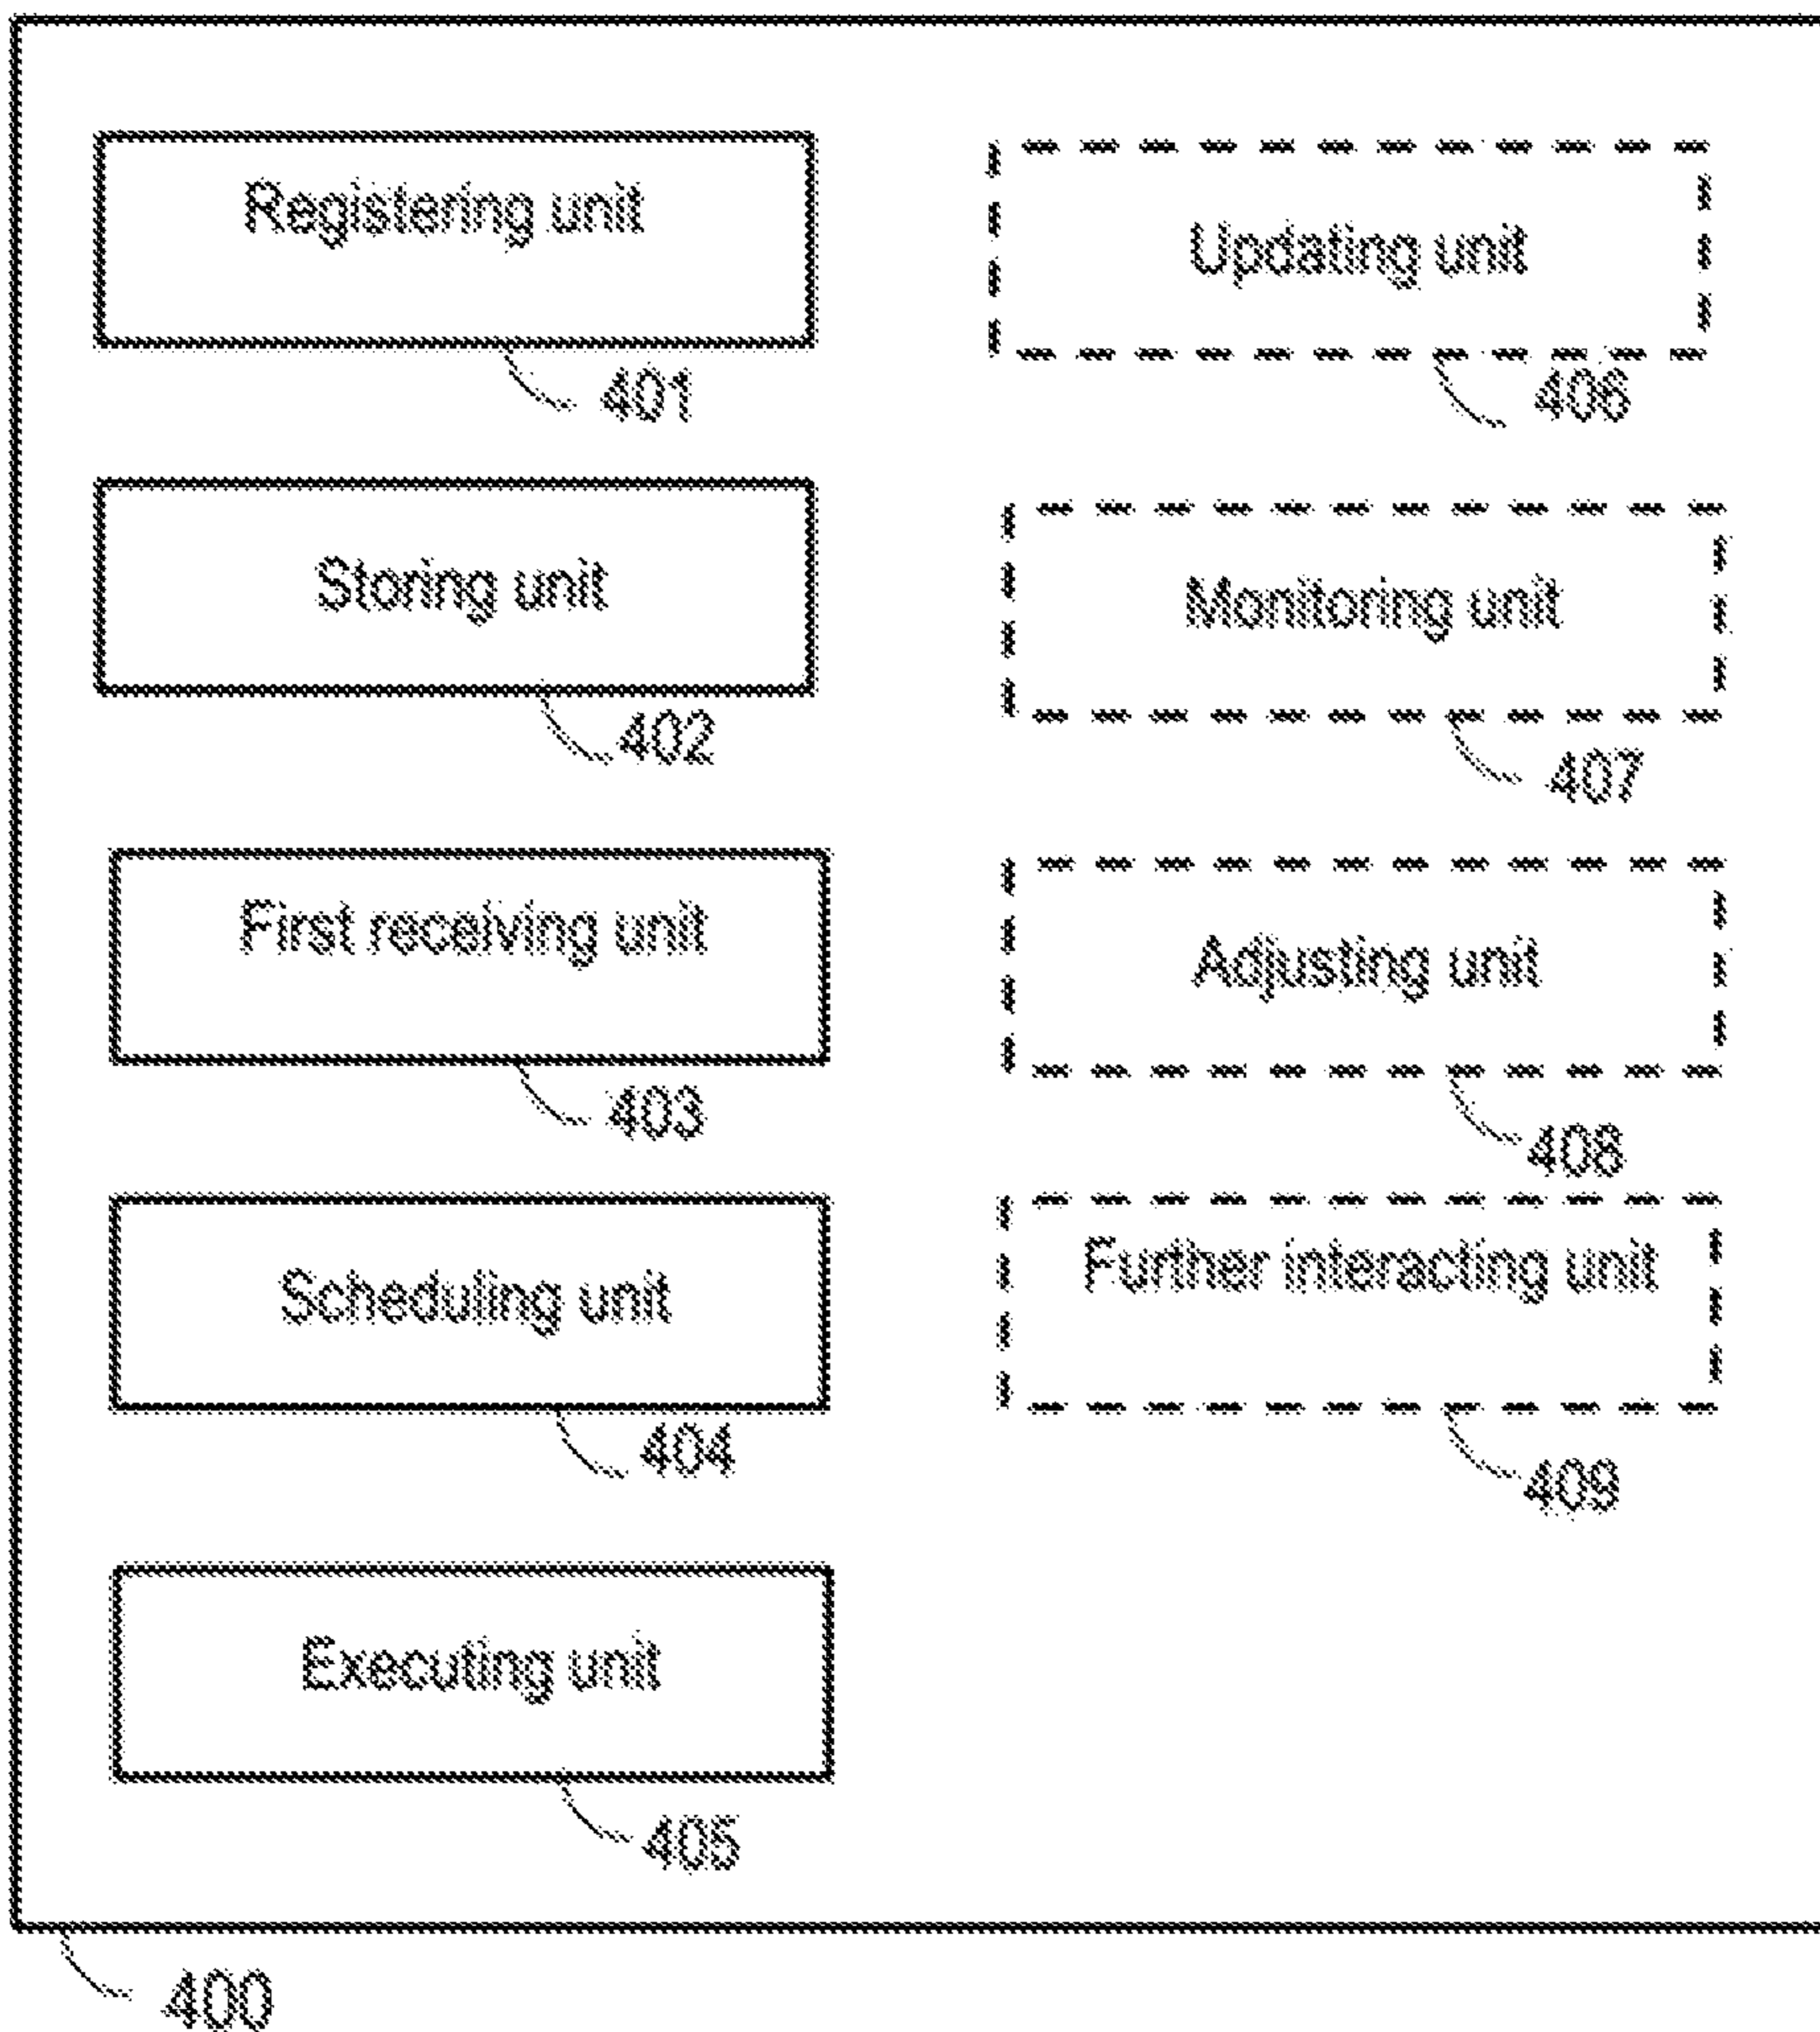 Registering unit
401
Storing unit
402
First receiving unit
403
Scheduling unit
404
Executing unit
405
Updating unit
406
Monitoring unit
407
Adjusting unit
408
Further interacting unit
409
400